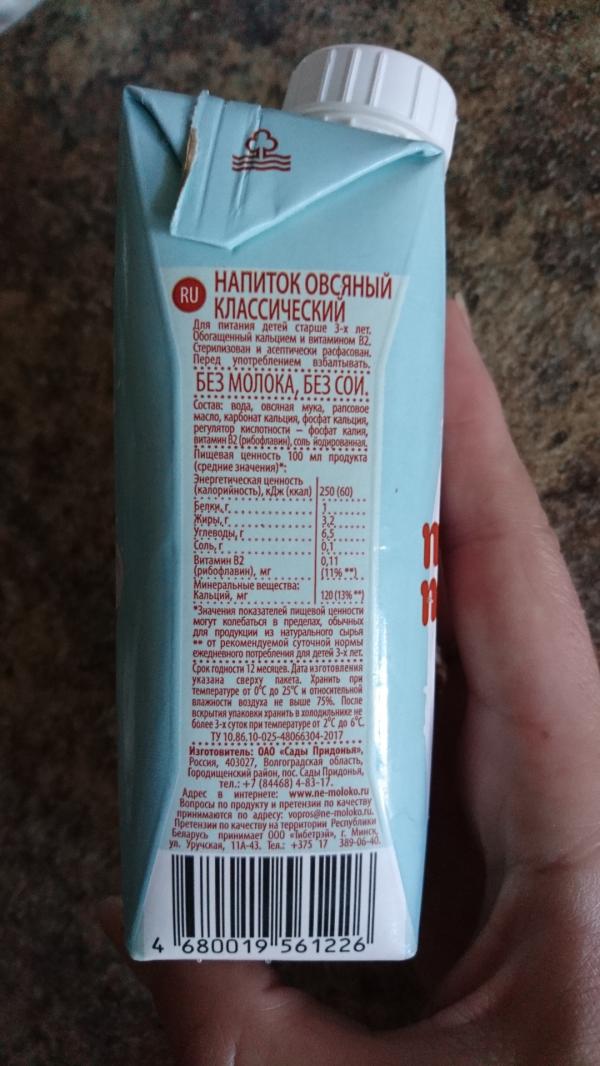 RU
НАПИТОК ОВСЯНЫЙ
КЛАССИЧЕСКИЙ
Для питания детей старше 3-х лет.
Обогащенный кальцием и витамином В2.
Стерилизован и асептически расфасован.
Перед употреблением взбалтывать.
БЕЗ МОЛОКА, БЕЗ СОИ.
Состав: вода, овсяная мука, рапсовое
масло, карбонат кальция, фосфат кальция,
регулятор кислотности – фосфат калия,
витамин В2 (рибофлавин), соль йодированная.
Пищевая ценность 100 мл продукта
(средние значения)*:
Энергетическая ценность
(калорийность), кДж (ккал) 250 (60)
Белки, г 1
Жиры, г 3,2
Углеводы, г 6,5
Соль, г 0,1
Витамин В2 0,11
(рибофлавин), мг (11% **)
Минеральные вещества:
Кальций, мг 120 (13% **)
*Значения показателей пищевой ценности
могут колебаться в пределах, обычных
для продукции из натурального сырья
** от рекомендуемой суточной нормы
ежедневного потребления для детей 3-х лет.
Срок годности 12 месяцев. Дата изготовления
указана сверху пакета. Хранить при
температуре от 0°С до 25°С и относительной
влажности воздуха не выше 75%. После
вскрытия упаковки хранить в холодильнике не
более 3-х суток при температуре от 2°С до 6°С.
ТУ 10.86.10-025-48066304-2017
Изготовитель: ОАО «Сады Придонья»,
Россия, 403027, Волгоградская область,
Городищенский район, пос. Сады Придонья,
тел.: +7 (84468) 4-83-17.
Адрес в интернете: www.ne-moloko.ru
Вопросы по продукту и претензии по качеству
принимаются по адресу: vopros@ne-moloko.ru.
Претензии по качеству на территории Республики
Беларусь принимает ООО «Тибетрэй», г. Минск,
ул. Уручская, 11А-43. Тел.: +375 17 389-06-40.
4 680019 561226